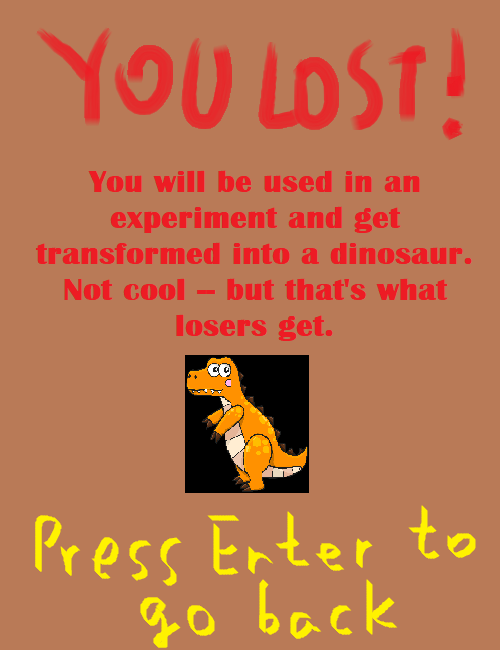 YOU LOST!
You will be used in an
experiment and get
transformed into a dinosaur.
Not cool – but that's what
losers get.
Press Enter to
go back